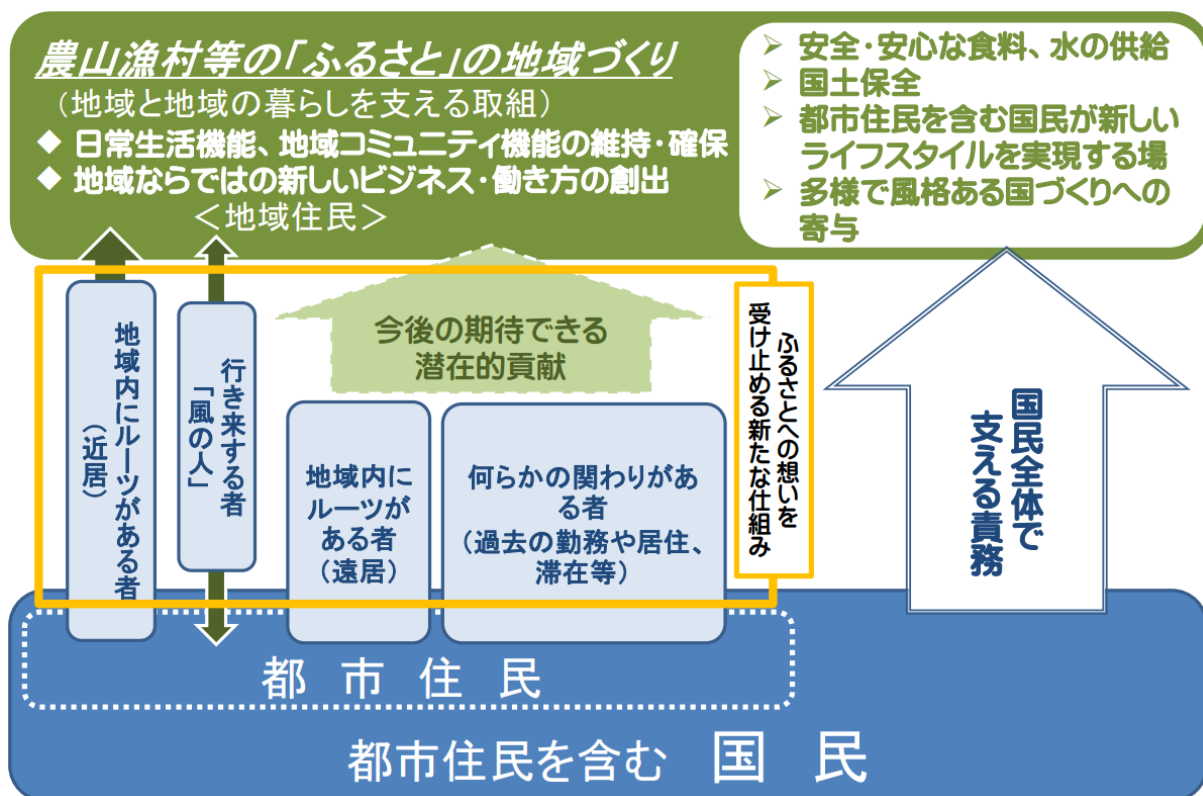 農山漁村等の「ふるさと」の地域づくり
（地域と地域の暮らしを支える取組）
◆ 日常生活機能、地域コミュニティ機能の維持・確保
◆ 地域ならではの新しいビジネス・働き方の創出
＜地域住民＞
➢ 安全・安心な食料、水の供給
➢ 国土保全
➢ 都市住民を含む国民が新しい
ライフスタイルを実現する場
➢ 多様で風格ある国づくりへの
寄与
地域内にルーツがある者
（近居）
行き来する者
「風の人」
今後の期待できる
潜在的貢献
地域内に
ルーツが
ある者
（遠居）
何らかの関わりがあ
る者
（過去の勤務や居住、
滞在等）
ふるさとへの想いを
受け止める新たな仕組み
国民全体で
支える責務
都 市 住 民
都市住民を含む 国 民